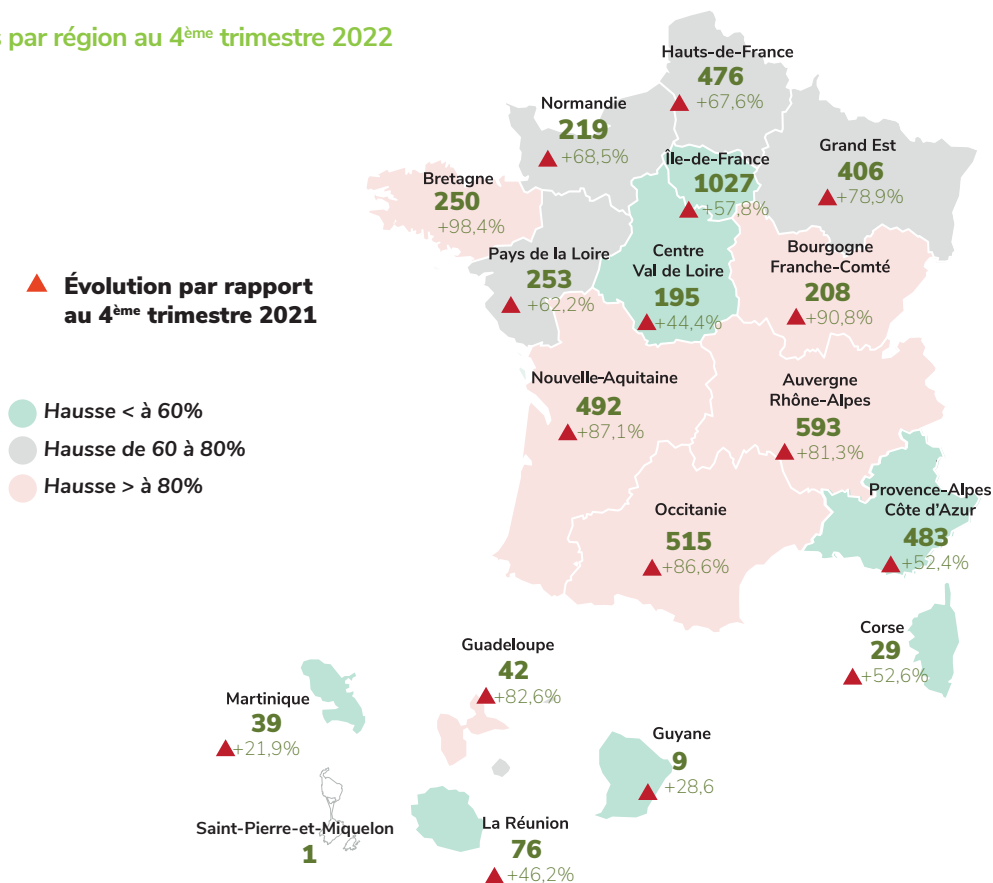 s par région au 4ème trimestre 2022
Hauts-de-France
476
+67,6%
Normandie
219
+68,5%
Île-de-France
1027
+57,8%
Grand Est
406
+78,9%
Bretagne
250
+98,4%
Pays de la Loire
253
+62,2%
Centre
Val de Loire
195
+44,4%
Bourgogne
Franche-Comté
208
+90,8%
Évolution par rapport
au 4ème trimestre 2021
Hausse < à 60%
Hausse de 60 à 80%
Hausse > à 80%
Nouvelle-Aquitaine
492
+87,1%
Auvergne
Rhône-Alpes
593
+81,3%
Provence-Alpes
Côte d'Azur
483
+52,4%
Occitanie
515
+86,6%
Corse
29
+52,6%
Guadeloupe
42
+82,6%
Martinique
39
+21,9%
Guyane
9
+28,6
Saint-Pierre-et-Miquelon
1
La Réunion
76
+46,2%